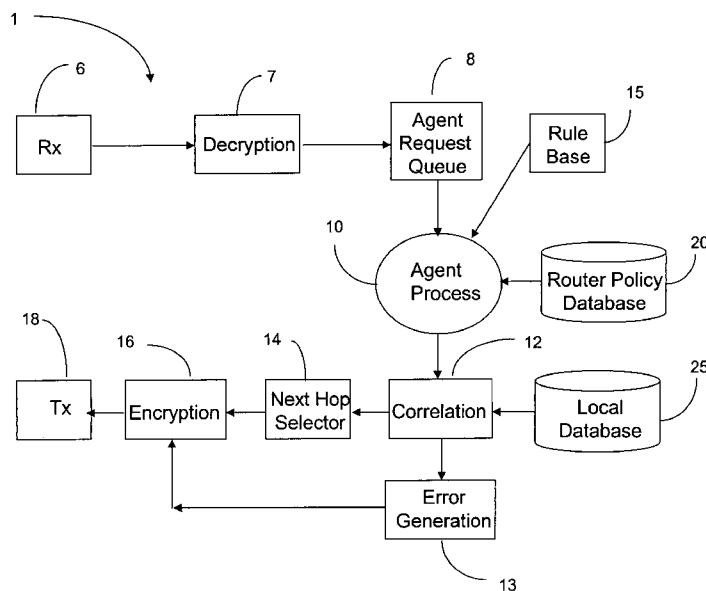 1
6
7
8
15
Rx
Decryption
Agent
Request
Queue
Rule
Base
10
20
Agent
Process
Router Policy
Database
18
16
14
12
25
Tx
Encryption
Next Hop
Selector
Correlation
Local
Database
Error
Generation
13